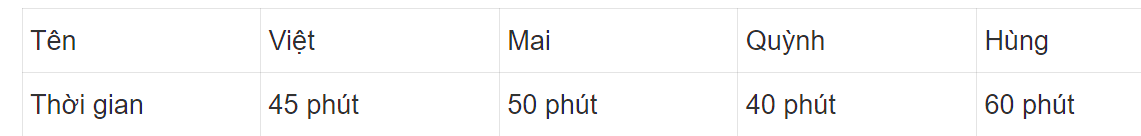 Tên Việt Mai Quỳnh Hùng
Thời gian 45 phút 50 phút 40 phút 60 phút